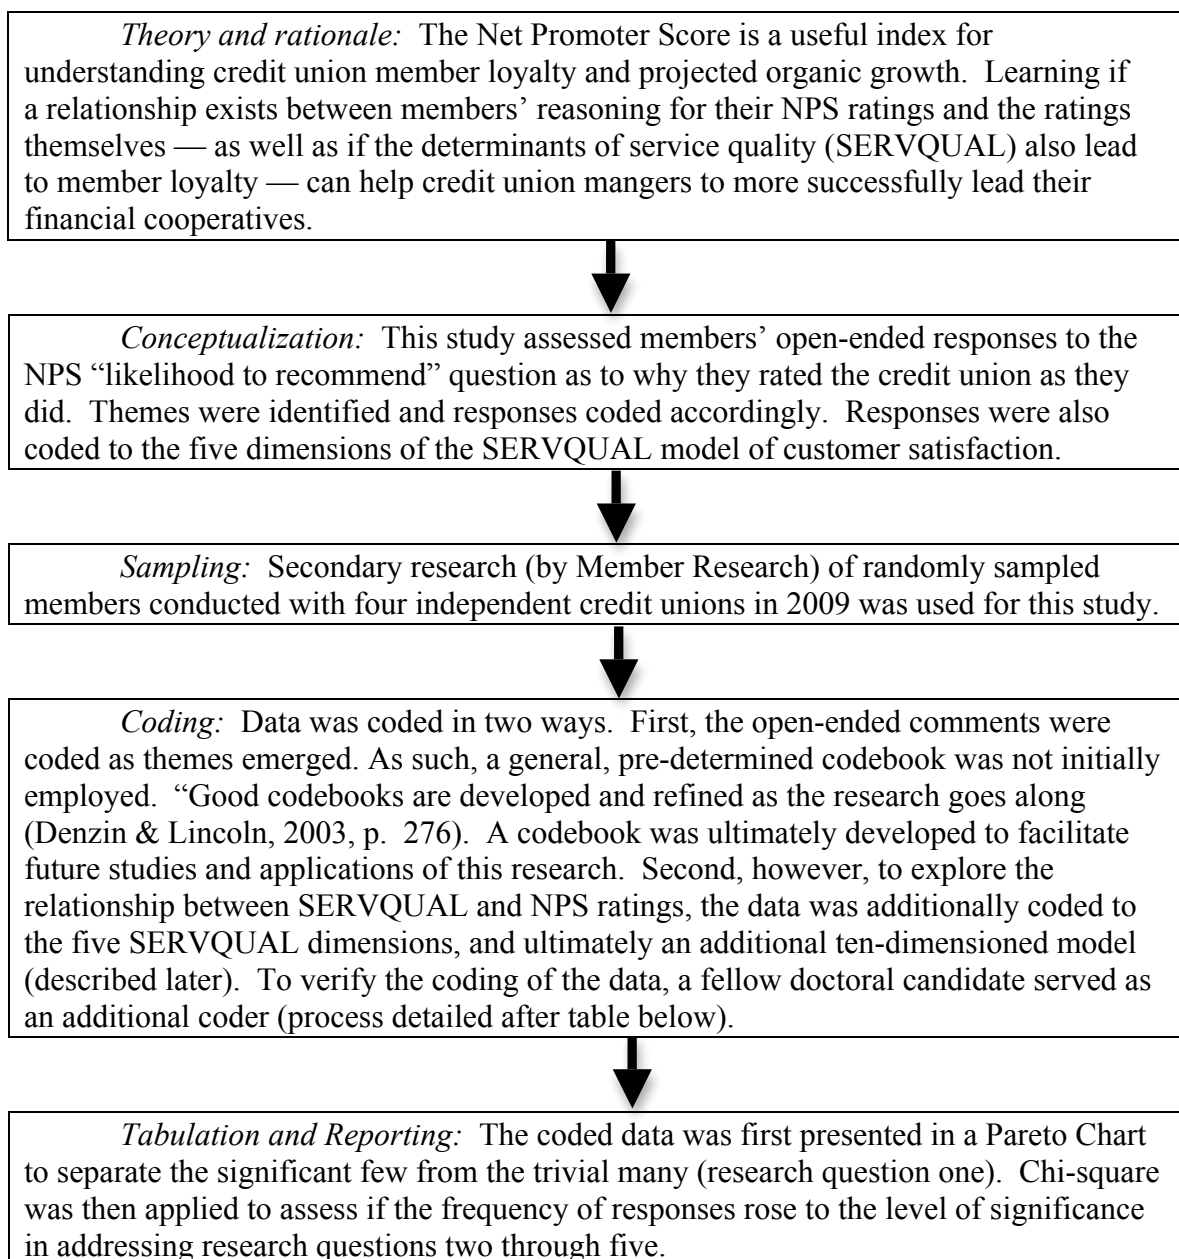 Theory and rationale: The Net Promoter Score is a useful index for
understanding credit union member loyalty and projected organic growth. Learning if
a relationship exists between members’ reasoning for their NPS ratings and the ratings
themselves — as well as if the determinants of service quality (SERVQUAL) also lead
to member loyalty — can help credit union mangers to more successfully lead their
financial cooperatives.
Conceptualization: This study assessed members’ open-ended responses to the
NPS “likelihood to recommend” question as to why they rated the credit union as they
did. Themes were identified and responses coded accordingly. Responses were also
coded to the five dimensions of the SERVQUAL model of customer satisfaction.
Sampling: Secondary research (by Member Research) of randomly sampled
members conducted with four independent credit unions in 2009 was used for this study.
Coding: Data was coded in two ways. First, the open-ended comments were
coded as themes emerged. As such, a general, pre-determined codebook was not initially
employed. “Good codebooks are developed and refined as the research goes along
(Denzin & Lincoln, 2003, p. 276). A codebook was ultimately developed to facilitate
future studies and applications of this research. Second, however, to explore the
relationship between SERVQUAL and NPS ratings, the data was additionally coded to
the five SERVQUAL dimensions, and ultimately an additional ten-dimensioned model
(described later). To verify the coding of the data, a fellow doctoral candidate served as
an additional coder (process detailed after table below).
Tabulation and Reporting: The coded data was first presented in a Pareto Chart
to separate the significant few from the trivial many (research question one). Chi-square
was then applied to assess if the frequency of responses rose to the level of significance
in addressing research questions two through five.